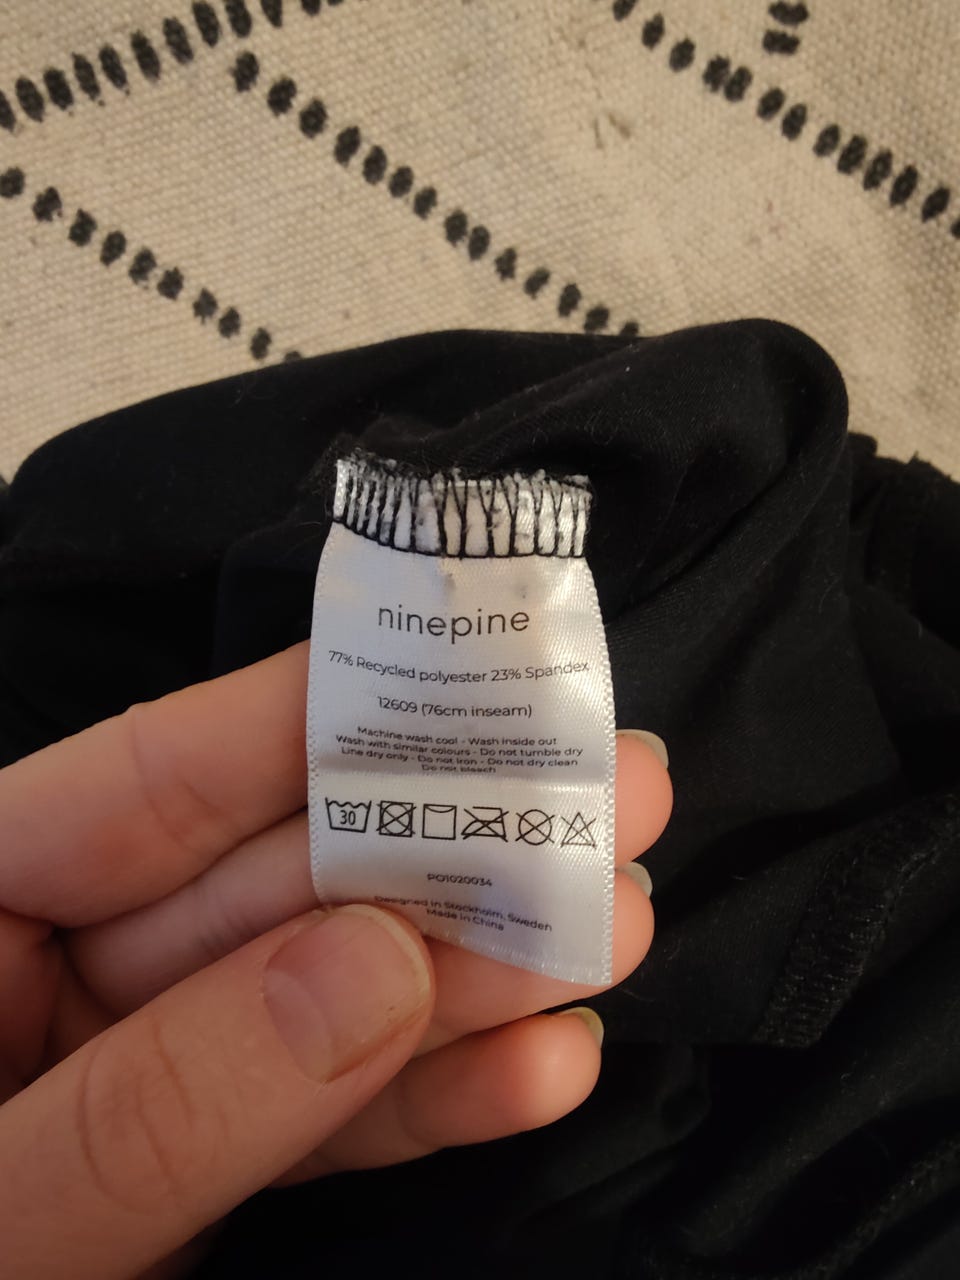 ninepine
77% Recycled polyester 23% Spandex
12609 (76cm inseam)
Machine wash cool - Wash inside out
Wash with similar colours - Do not tumble dry
Line dry only - Do not iron - Do not dry clean
Do not bleach
30
PO1020034
Designed in Stockholm, Sweden
Made in China